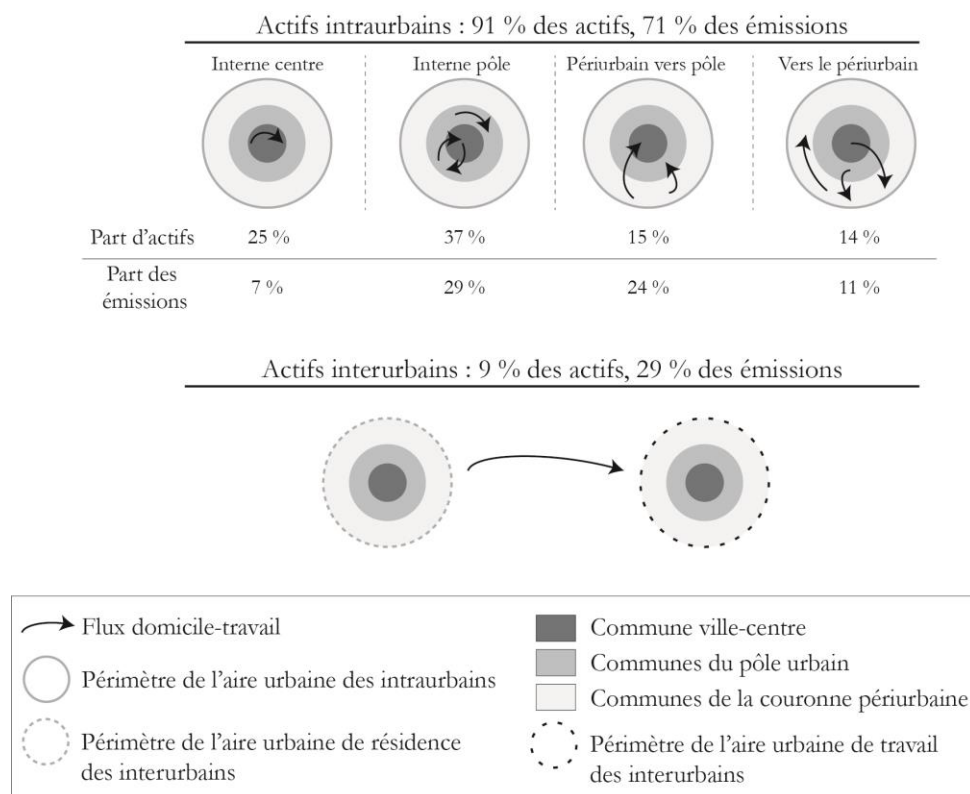 Actifs intraurbains : 91 % des actifs, 71 % des émissions
Interne centre
Interne pôle
Périurbain vers pôle
Vers le périurbain
Part d'actifs
25 %
37 %
15 %
14 %
Part des
émissions
7 %
29 %
24 %
11 %
Actifs interurbains : 9 % des actifs, 29 % des émissions
Flux domicile-travail
Périmètre de l'aire urbaine des intraurbains
Périmètre de l'aire urbaine de résidence
des interurbains
Commune ville-centre
Communes du pôle urbain
Communes de la couronne périurbaine
Périmètre de l'aire urbaine de travail
des interurbains